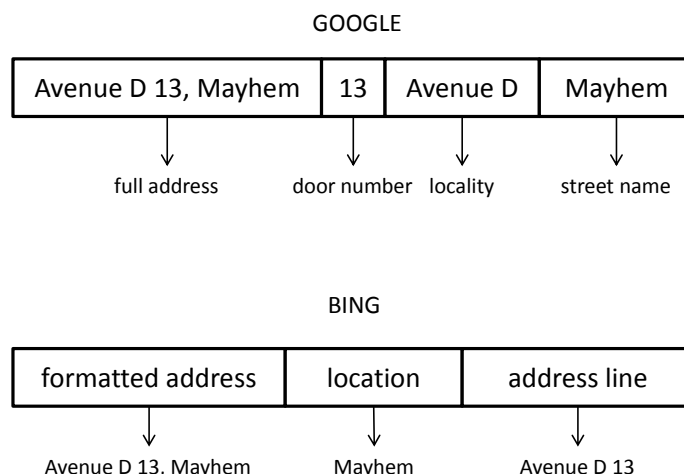 GOOGLE
Avenue D 13, Mayhem 13 Avenue D Mayhem
full address door number locality street name
BING
formatted address location address line
Avenue D 13, Mayhem Mayhem Avenue D 13